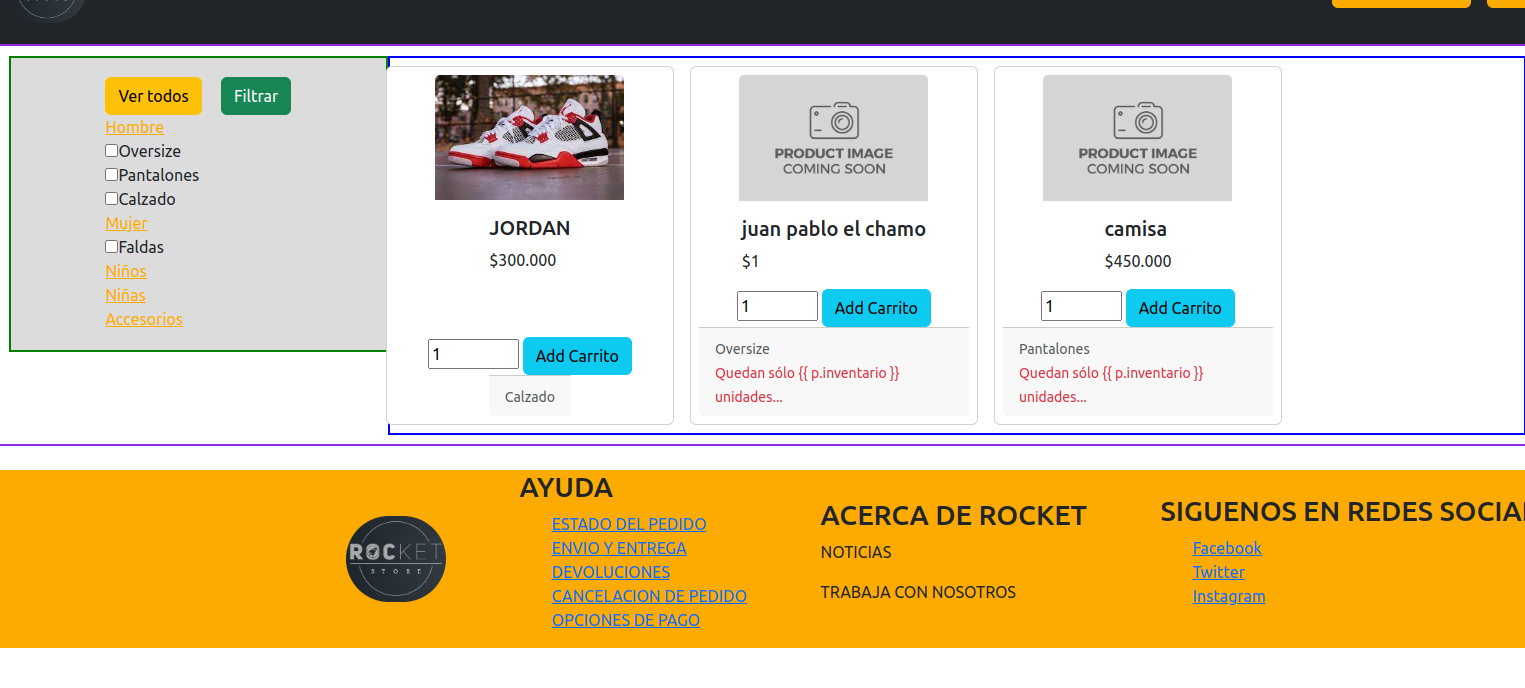 Ver todos
Filtrar
Hombre
Oversize
Pantalones
Calzado
Mujer
Faldas
Niños
Niñas
Accesorios
JORDAN
$300.000
1
Add Carrito
Calzado
PRODUCT IMAGE
COMING SOON
juan pablo el chamo
$1
1
Add Carrito
Oversize
Quedan sólo {{ p.inventario }}
unidades...
PRODUCT IMAGE
COMING SOON
camisa
$450.000
1
Add Carrito
Pantalones
Quedan sólo {{ p.inventario }}
unidades...
ROCKET
STORE
AYUDA
ESTADO DEL PEDIDO
ENVIO Y ENTREGA
DEVOLUCIONES
CANCELACION DE PEDIDO
OPCIONES DE PAGO
ACERCA DE ROCKET
NOTICIAS
TRABAJA CON NOSOTROS
SIGUENOS EN REDES
Facebook
Twitter
Instagram